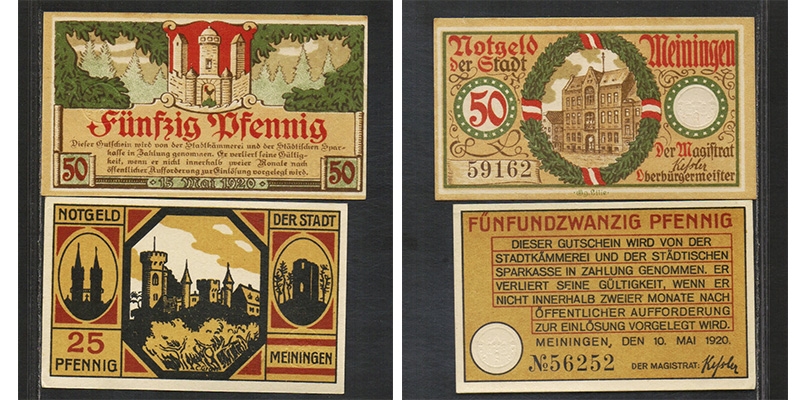 Fünfzig Pfennig
Dieser Gutschein wird von der Stadtkämmerei und der Städtischen Spar-
kasse in Zahlung genommen. Er verliert seine Gültig-
keit, wenn er nicht innerhalb zweier Monate nach
öffentlicher Aufforderung zur Einlösung vorgelegt wird.
50
15 Mai 1920
50
NOTGELD
DER STADT
25
PFENNIG
MEININGEN
Notgeld
der Stadt
Meiningen
50
59162
Der Magistrat
Keßler
Oberbürgermeister
FÜNFUNDZWANZIG PFENNIG
DIESER GUTSCHEIN WIRD VON DER
STADTKÄMMEREI UND DER STÄDTISCHEN
SPARKASSE IN ZAHLUNG GENOMMEN. ER
VERLIERT SEINE GÜLTIGKEIT, WENN ER
NICHT INNERHALB ZWEIER MONATE NACH
ÖFFENTLICHER AUFFORDERUNG
ZUR EINLÖSUNG VORGELEGT WIRD.
MEININGEN, DEN 10. MAI 1920.
№56252
DER MAGISTRAT: Keßler